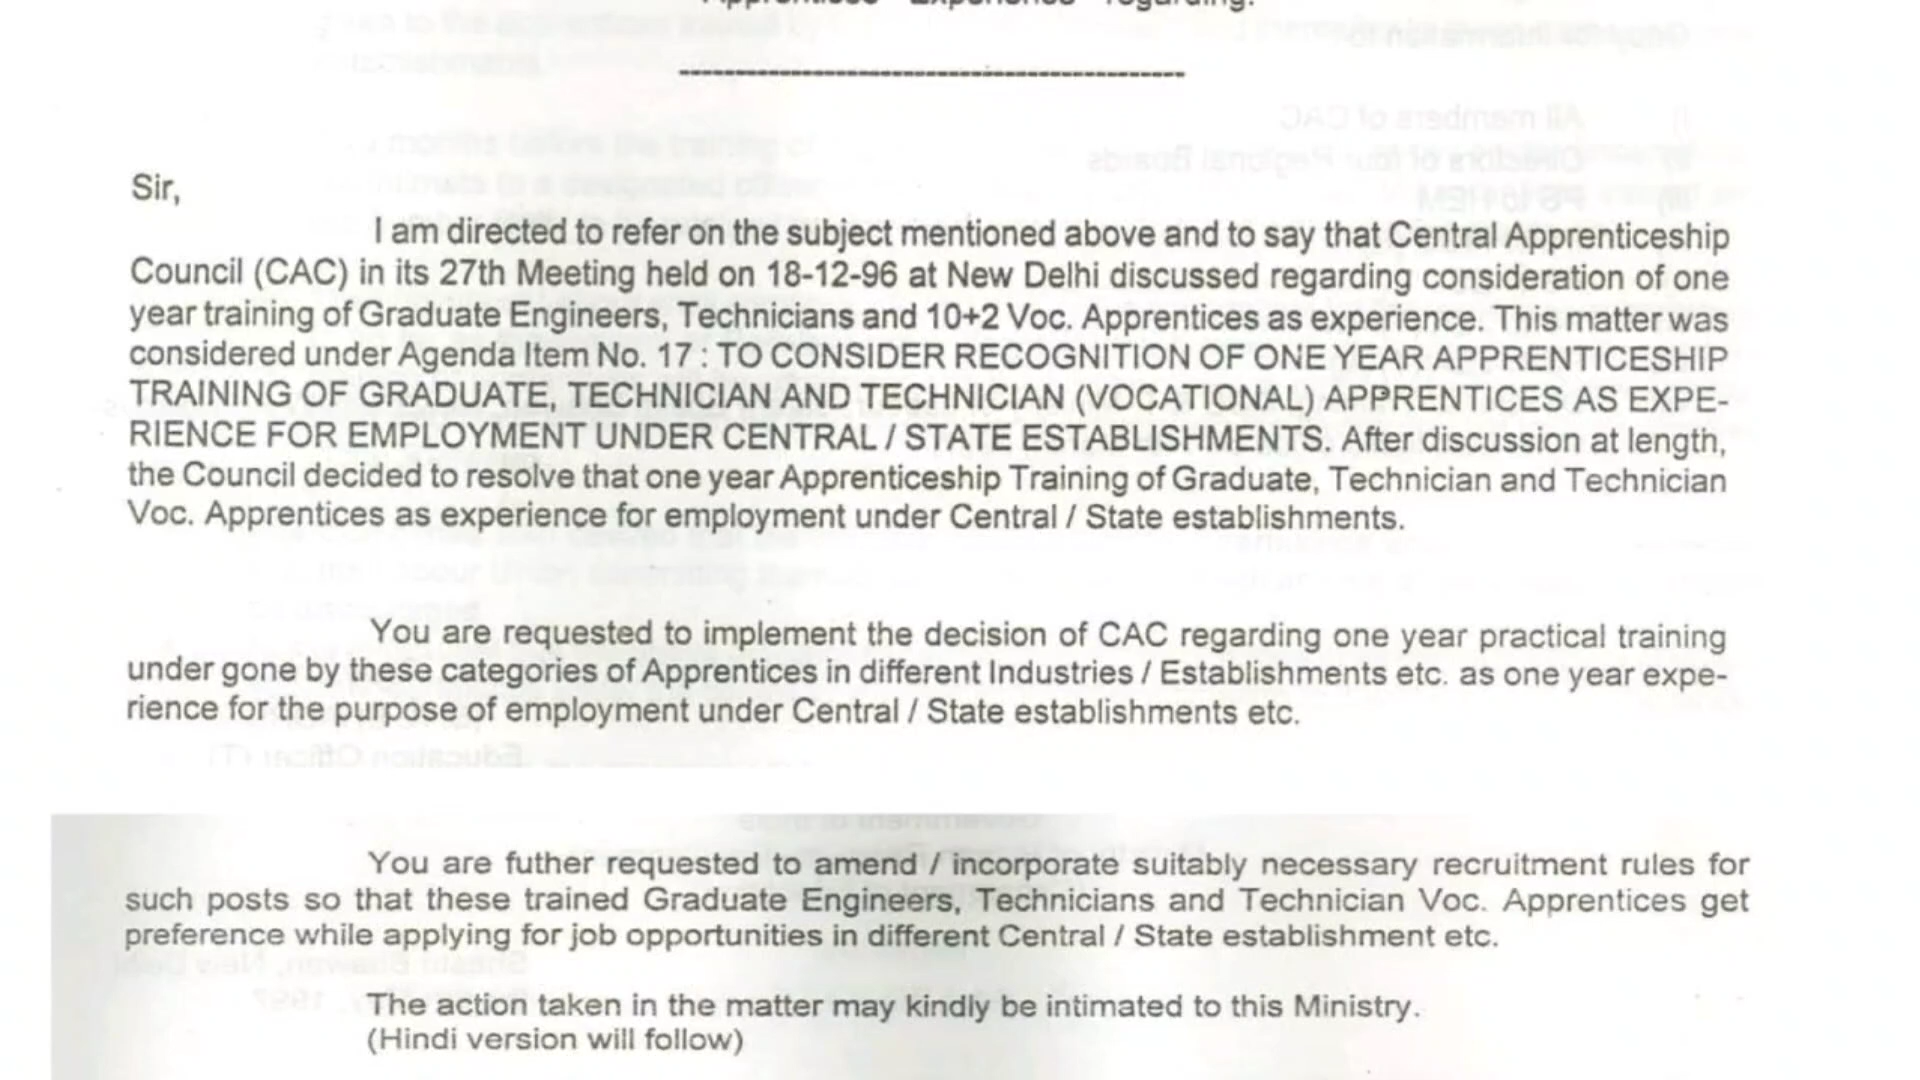 Apprentices Experience regarding.
----------------------------------------
Sir,
I am directed to refer on the subject mentioned above and to say that Central Apprenticeship
Council (CAC) in its 27th Meeting held on 18-12-96 at New Delhi discussed regarding consideration of one
year training of Graduate Engineers, Technicians and 10+2 Voc. Apprentices as experience. This matter was
considered under Agenda Item No. 17 : TO CONSIDER RECOGNITION OF ONE YEAR APPRENTICESHIP
TRAINING OF GRADUATE, TECHNICIAN AND TECHNICIAN (VOCATIONAL) APPRENTICES AS EXPE-
RIENCE FOR EMPLOYMENT UNDER CENTRAL / STATE ESTABLISHMENTS. After discussion at length,
the Council decided to resolve that one year Apprenticeship Training of Graduate, Technician and Technician
Voc. Apprentices as experience for employment under Central / State establishments.
You are requested to implement the decision of CAC regarding one year practical training
under gone by these categories of Apprentices in different Industries / Establishments etc. as one year expe-
rience for the purpose of employment under Central / State establishments etc.
You are futher requested to amend / incorporate suitably necessary recruitment rules for
such posts so that these trained Graduate Engineers, Technicians and Technician Voc. Apprentices get
preference while applying for job opportunities in different Central / State establishment etc.
The action taken in the matter may kindly be intimated to this Ministry.
(Hindi version will follow)